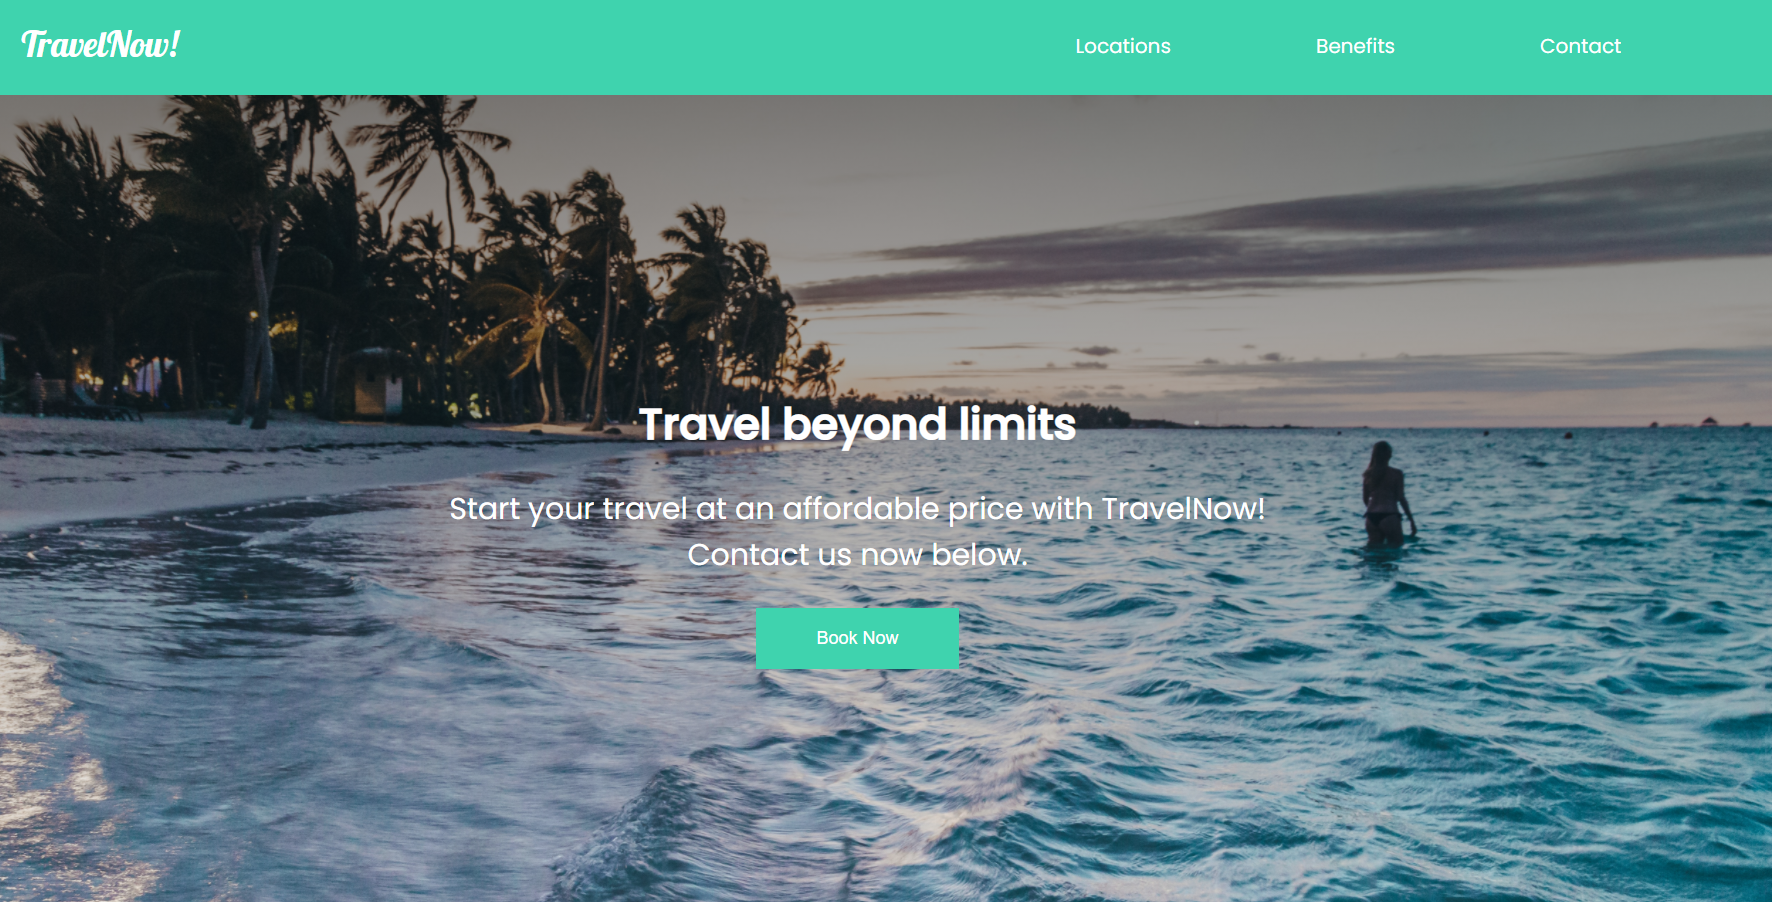 TravelNow!
Locations
Benefits
Contact
Travel beyond limits
Start your travel at an affordable price with TravelNow!
Contact us now below.
Book Now